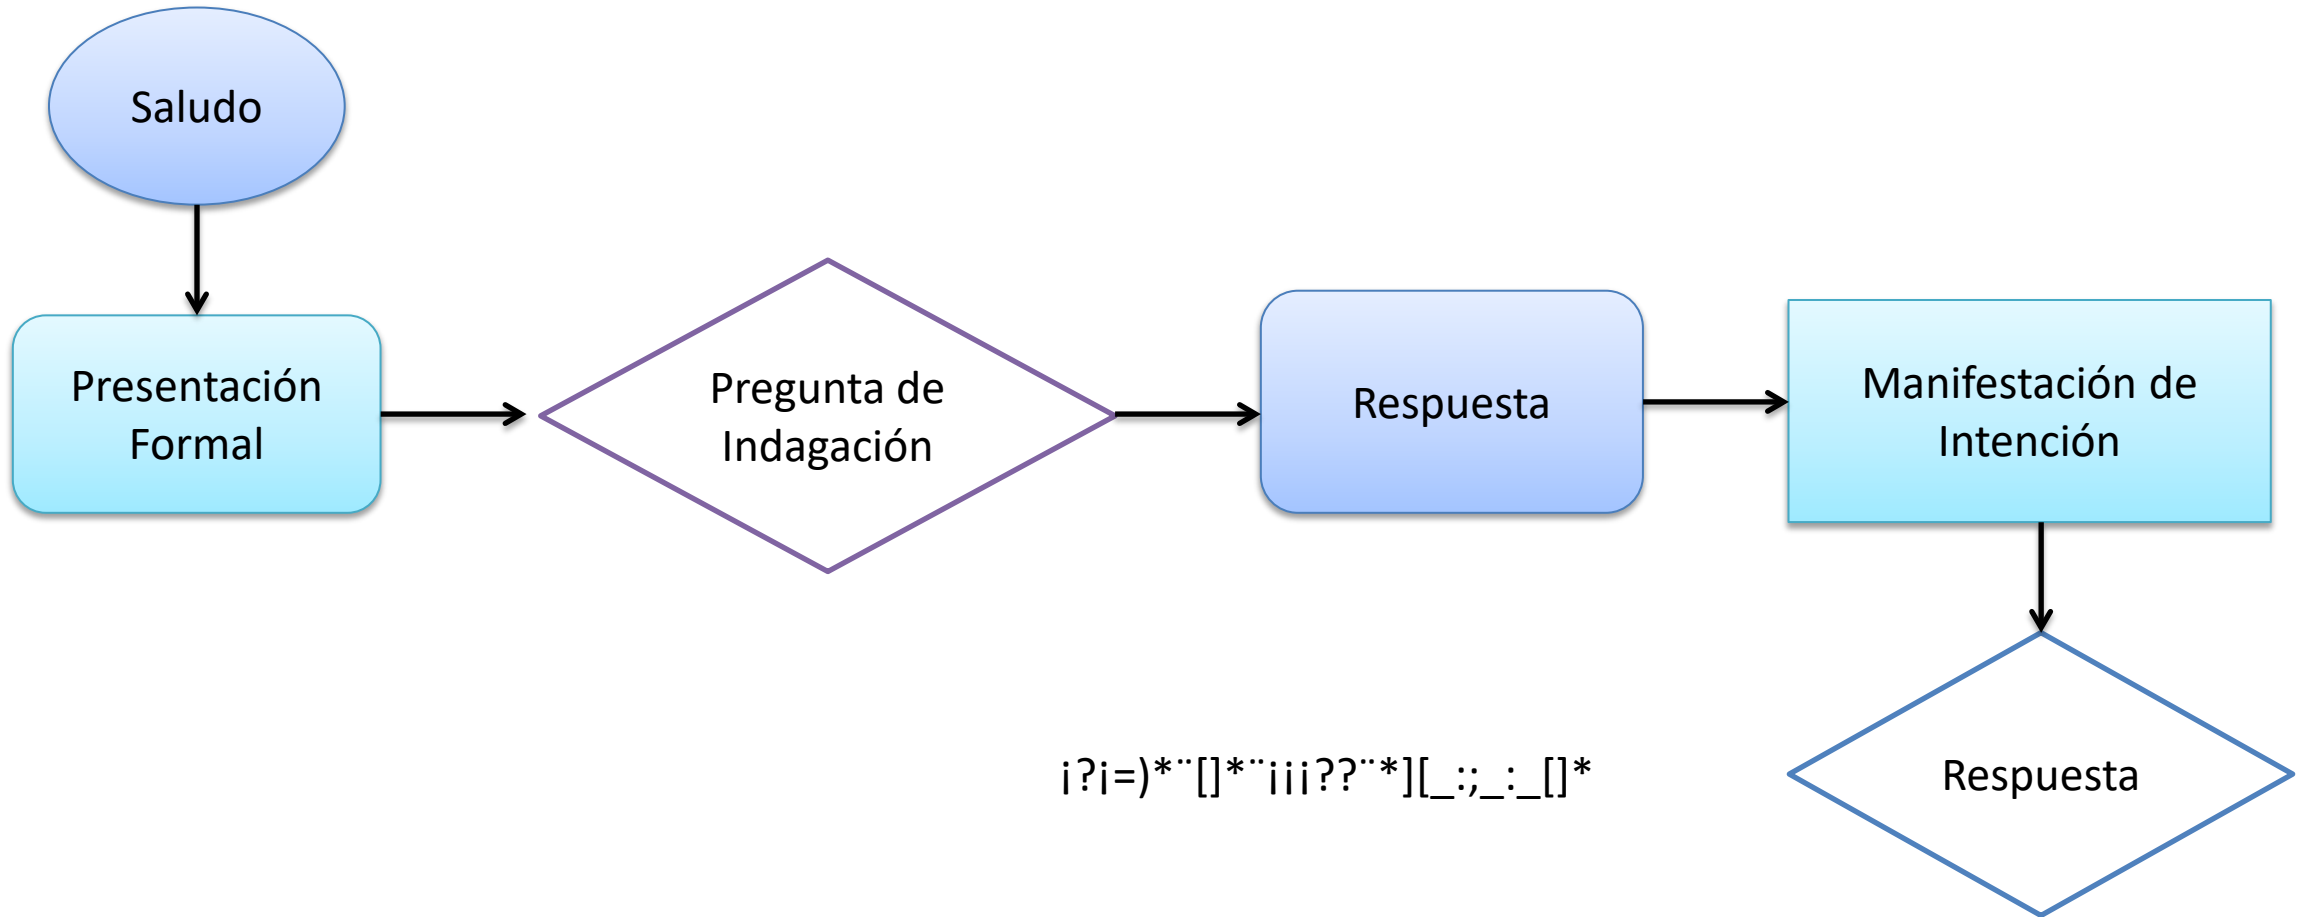 Saludo
Presentación
Formal
Pregunta de
Indagación
Respuesta
Manifestación de
Intención
¡?¡=)*¨[]*¨¡¡¡??¨*][_:;_:_[]*
Respuesta